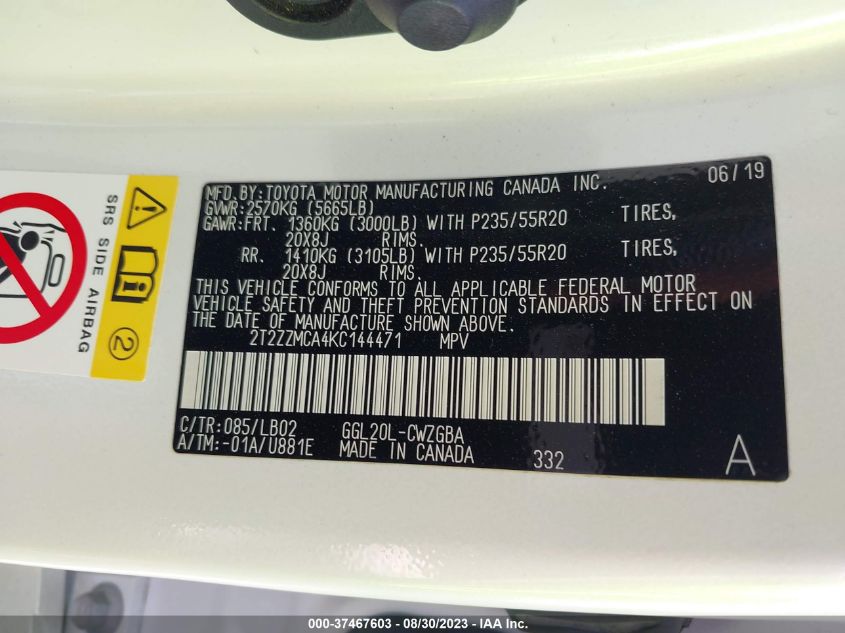 MFD. BY: TOYOTA MOTOR MANUFACTURING CANADA INC. 06/19
GVWR: 2570KG (5665LB)
GAWR: FRT. 1360KG (3000LB) WITH P235/55R20 TIRES,
20X8J RIMS.
RR. 1410KG (3105LB) WITH P235/55R20 TIRES,
20X8J RIMS.
THIS VEHICLE CONFORMS TO ALL APPLICABLE FEDERAL MOTOR
VEHICLE SAFETY AND THEFT PREVENTION STANDARDS IN EFFECT ON
THE DATE OF MANUFACTURE SHOWN ABOVE.
2T2ZZMCA4KC144471 MPV
C/TR: 085/LB02 GGL20L-CWZGBA
A/TM: -01A/U881E MADE IN CANADA 332 A
SRS SIDE AIRBAG
2
000-37467603 - 08/30/2023 - IAA Inc.